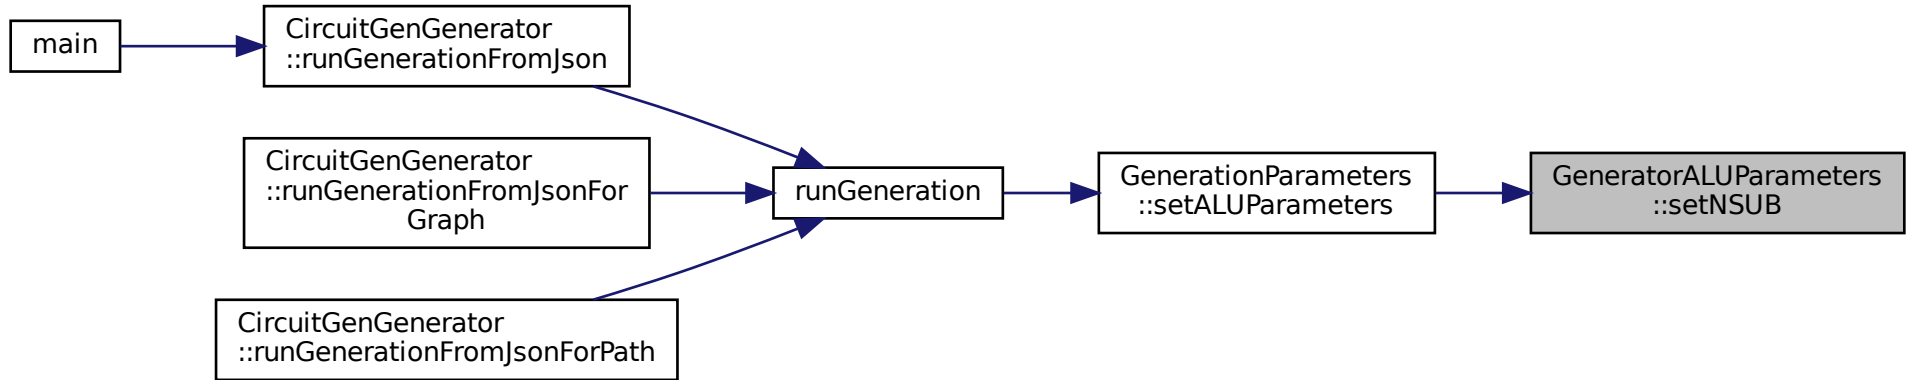 main
CircuitGenGenerator
::runGenerationFromJson
CircuitGenGenerator
::runGenerationFromJsonFor
Graph
CircuitGenGenerator
::runGenerationFromJsonForPath
runGeneration
GenerationParameters
::setALUParameters
GeneratorALUParameters
::setNSUB